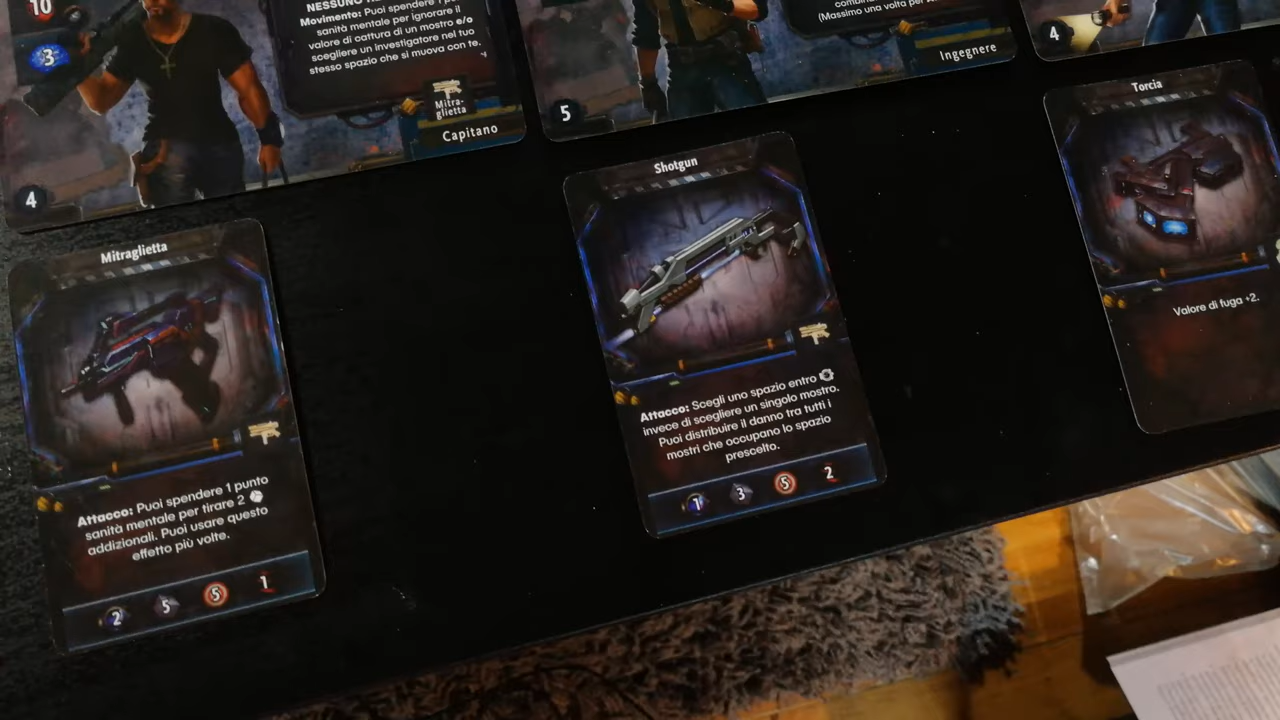 10
3
Movimento: Puoi spendere 1
sanità mentale per ignorare il
valore di cattura di un mostro e/o
scegliere un investigatore nel tuo
stesso spazio che si muova con te.
Mitra-
glietta
Capitano
4
(Massimo una volta per
Ingegnere
5
4
Mitraglietta
Attacco: Puoi spendere 1 punto
sanità mentale per tirare 2
addizionali. Puoi usare questo
effetto più volte.
2 5 5 1
Shotgun
Attacco: Scegli uno spazio entro
invece di scegliere un singolo mostro.
Puoi distribuire il danno tra tutti i
mostri che occupano lo spazio
prescelto.
1 3 5 2
Torcia
Valore di fuga +2.